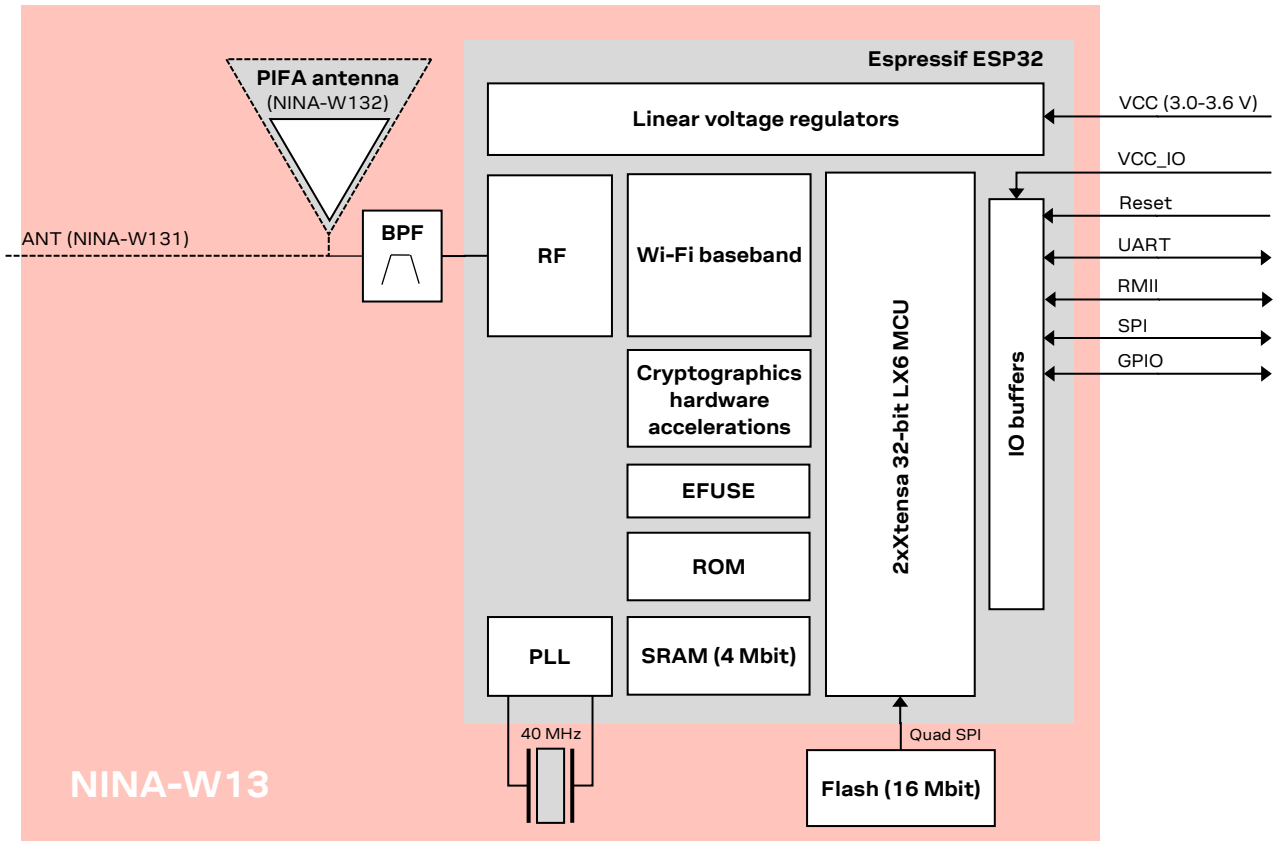 Espressif ESP32
PIFA antenna
(NINA-W132)
Linear voltage regulators
VCC (3.0-3.6 V)
VCC_IO
Reset
ANT (NINA-W131)
BPF
RF
Wi-Fi baseband
UART
RMII
SPI
GPIO
Cryptographics
hardware
accelerations
2xXtensa 32-bit LX6 MCU
IO buffers
EFUSE
ROM
PLL
SRAM (4 Mbit)
40 MHz
Quad SPI
NINA-W13
Flash (16 Mbit)